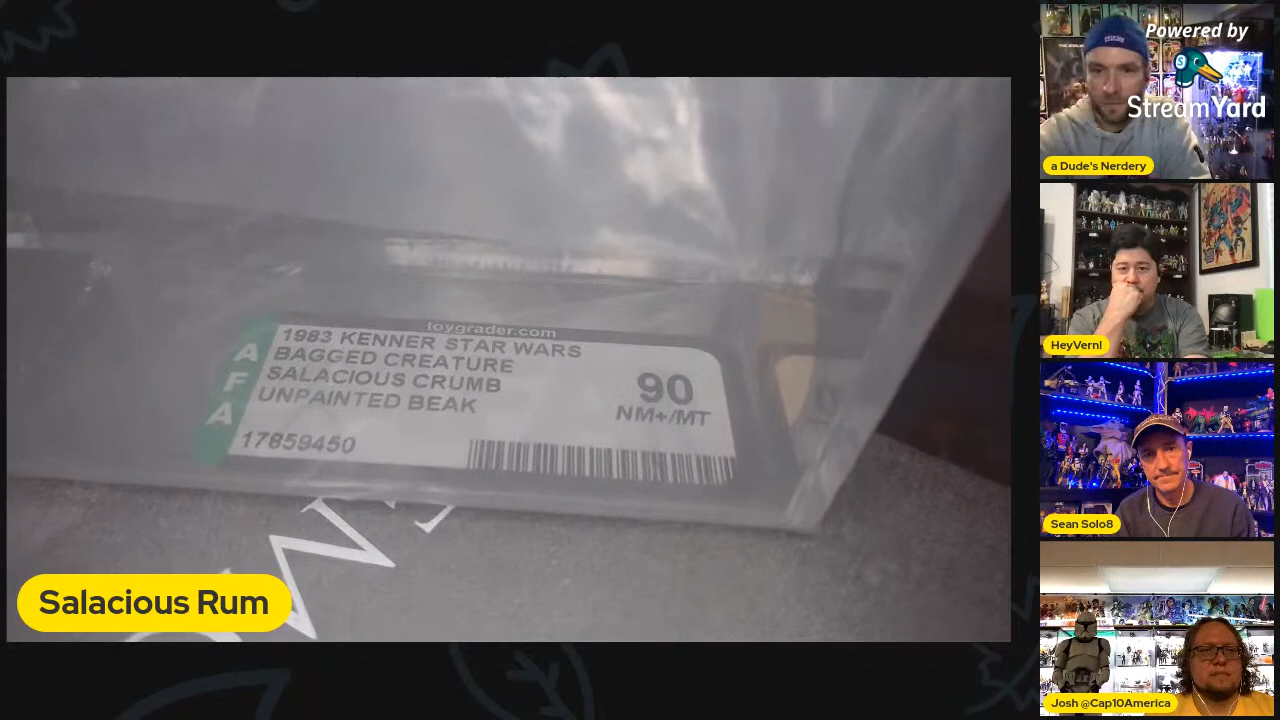 toygrader.com
AFA
1983 KENNER STAR WARS
BAGGED CREATURE
SALACIOUS CRUMB
UNPAINTED BEAK
90
NM+/MT
17859450
Salacious Rum
Powered by
StreamYard
a Dude's Nerdery
HeyVern!
Sean Solo8
Josh @Cap10America